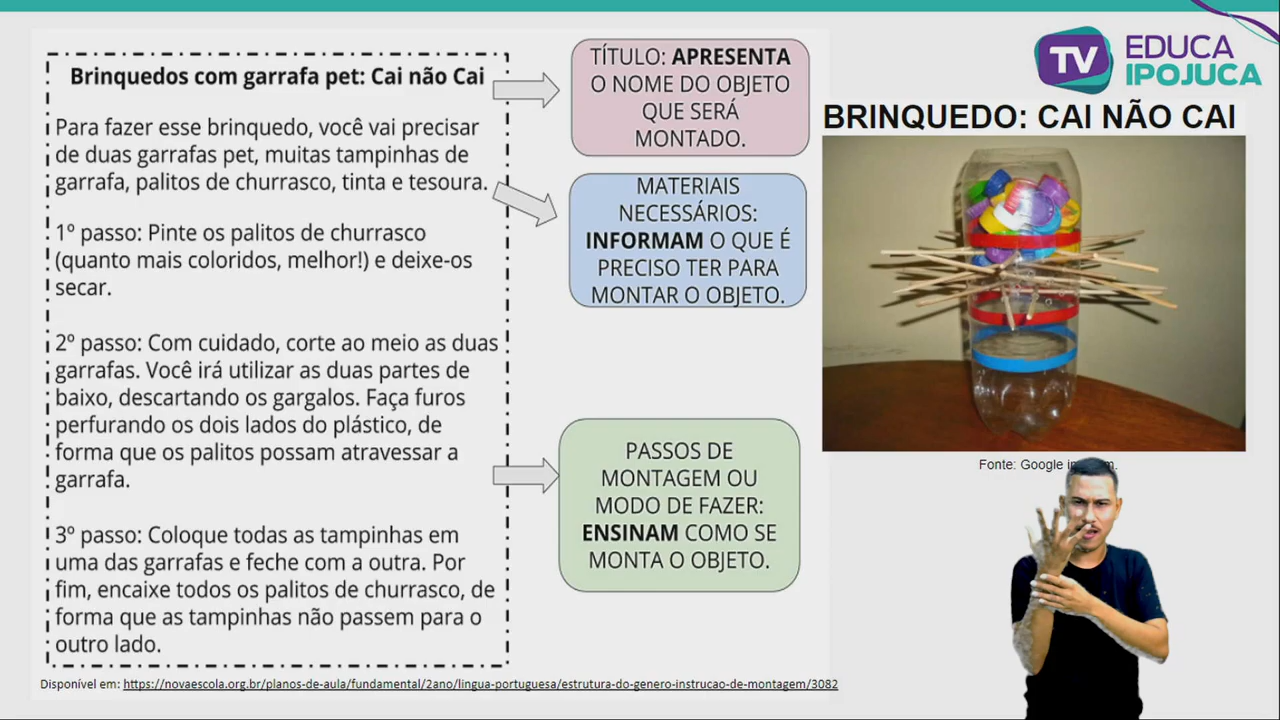 Brinquedos com garrafa pet: Cai não Cai
Para fazer esse brinquedo, você vai precisar
de duas garrafas pet, muitas tampinhas de
garrafa, palitos de churrasco, tinta e tesoura.
1º passo: Pinte os palitos de churrasco
(quanto mais coloridos, melhor!) e deixe-os
secar.
2º passo: Com cuidado, corte ao meio as duas
garrafas. Você irá utilizar as duas partes de
baixo, descartando os gargalos. Faça furos
perfurando os dois lados do plástico, de
forma que os palitos possam atravessar a
garrafa.
3º passo: Coloque todas as tampinhas em
uma das garrafas e feche com a outra. Por
fim, encaixe todos os palitos de churrasco, de
forma que as tampinhas não passem para o
outro lado.
Disponível em: https://novaescola.org.br/planos-de-aula/fundamental/2ano/lingua-portuguesa/estrutura-do-genero-instrucao-de-montagem/3082
TÍTULO: APRESENTA
O NOME DO OBJETO
QUE SERÁ
MONTADO.
MATERIAIS
NECESSÁRIOS:
INFORMAM O QUE É
PRECISO TER PARA
MONTAR O OBJETO.
PASSOS DE
MONTAGEM OU
MODO DE FAZER:
ENSINAM COMO SE
MONTA O OBJETO.
TV EDUCA
IPOJUCA
BRINQUEDO: CAI NÃO CAI
Fonte: Google